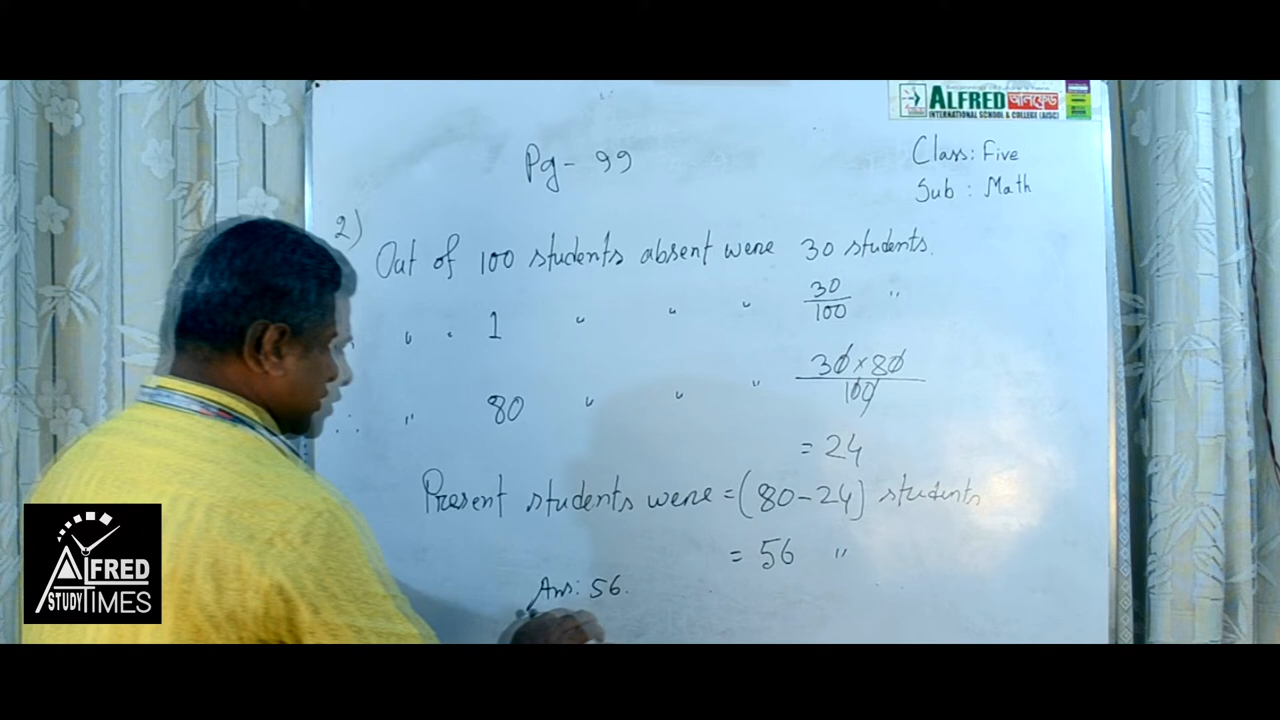 ALFRED আলফ্রেড
INTERNATIONAL SCHOOL & COLLEGE (AISC)
Class: Five
Sub : Math
Pg - 99
2)
Out of 100 students absent were 30 students.
" " 1 " " " 30/100 "
∴ " 80 " " " 30×80/100
= 24
Present students were = (80-24) students
= 56 "
Ans: 56.
ALFRED
STUDY TIMES